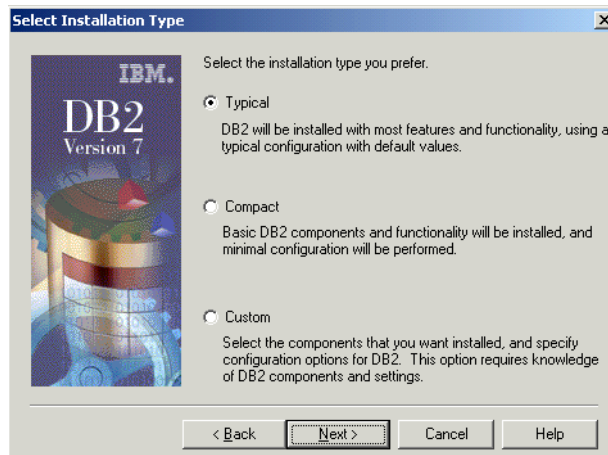 Select Installation Type
IBM.
DB2
Version 7
Select the installation type you prefer.
Typical
DB2 will be installed with most features and functionality, using a
typical configuration with default values.
Compact
Basic DB2 components and functionality will be installed, and
minimal configuration will be performed.
Custom
Select the components that you want installed, and specify
configuration options for DB2. This option requires knowledge
of DB2 components and settings.
< Back
Next >
Cancel
Help